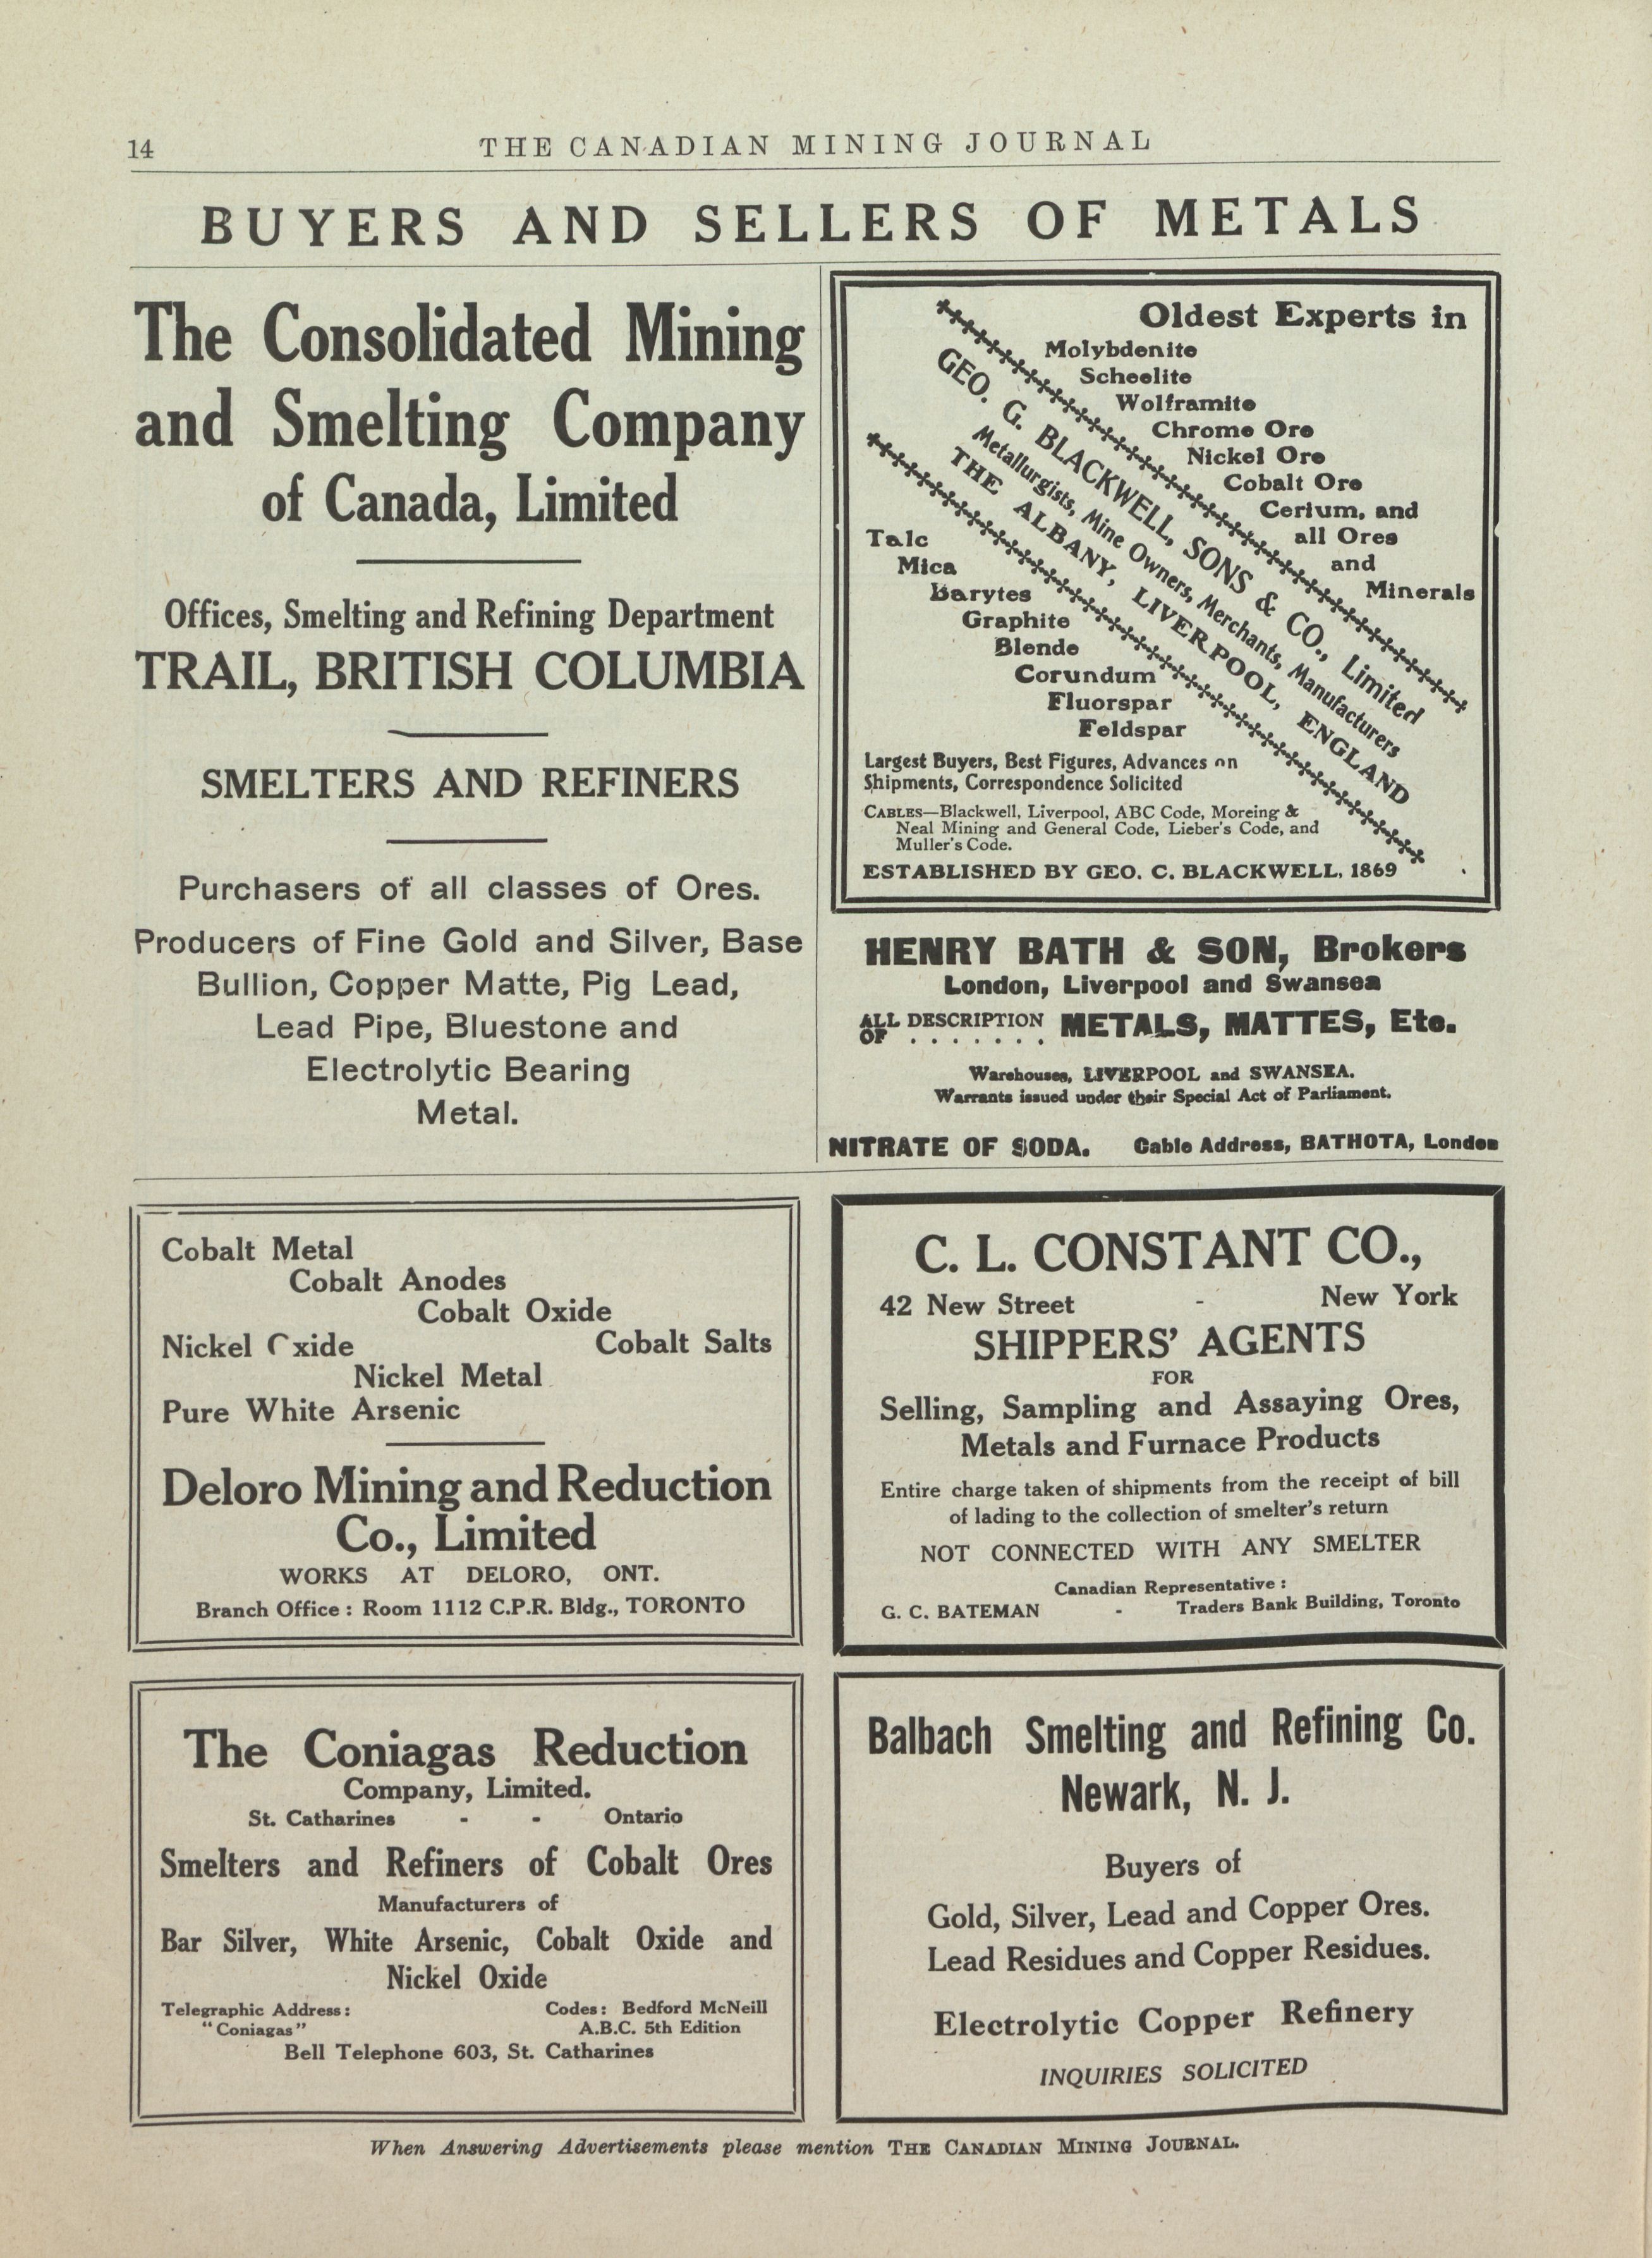 14
THE CANADIAN MINING JOURNAL
BUYERS AND SELLERS OF METALS
The Consolidated Mining
and Smelting Company
of Canada, Limited
Offices, Smelting and Refining Department
TRAIL, BRITISH COLUMBIA
SMELTERS AND REFINERS
Purchasers of all classes of Ores.
Producers of Fine Gold and Silver, Base
Bullion, Copper Matte, Pig Lead,
Lead Pipe, Bluestone and
Electrolytic Bearing
Metal.
Oldest Experts in
Molybdenite
Scheelite
Wolframite
Chrome Ore
Nickel Ore
Cobalt Ore
Cerium, and
all Ores
and
Minerals
GEO. G. BLACKWELL, SONS & CO., Limited
Metallurgists, Mine Owners, Merchants, Manufacturers
THE ALBANY, LIVERPOOL, ENGLAND
Talc
Mica
Barytes
Graphite
Blende
Corundum
Fluorspar
Feldspar
Largest Buyers, Best Figures, Advances on
Shipments, Correspondence Solicited
CABLES—Blackwell, Liverpool, ABC Code, Moreing &
Neal Mining and General Code, Lieber's Code, and
Muller's Code.
ESTABLISHED BY GEO. C. BLACKWELL, 1869
HENRY BATH & SON, Brokers
London, Liverpool and Swansea
ALL DESCRIPTION METALS, MATTES, Etc.
OF . . . . . . .
Warehouses, LIVERPOOL and SWANSEA.
Warrants issued under their Special Act of Parliament.
NITRATE OF SODA. Cable Address, BATHOTA, London
Cobalt Metal
Cobalt Anodes
Cobalt Oxide
Nickel Oxide Cobalt Salts
Nickel Metal
Pure White Arsenic
Deloro Mining and Reduction
Co., Limited
WORKS AT DELORO, ONT.
Branch Office : Room 1112 C.P.R. Bldg., TORONTO
C. L. CONSTANT CO.,
42 New Street - New York
SHIPPERS' AGENTS
FOR
Selling, Sampling and Assaying Ores,
Metals and Furnace Products
Entire charge taken of shipments from the receipt of bill
of lading to the collection of smelter's return
NOT CONNECTED WITH ANY SMELTER
Canadian Representative :
G. C. BATEMAN - Traders Bank Building, Toronto
The Coniagas Reduction
Company, Limited.
St. Catharines - - Ontario
Smelters and Refiners of Cobalt Ores
Manufacturers of
Bar Silver, White Arsenic, Cobalt Oxide and
Nickel Oxide
Telegraphic Address : Codes : Bedford McNeill
"Coniagas" A.B.C. 5th Edition
Bell Telephone 603, St. Catharines
Balbach Smelting and Refining Co.
Newark, N. J.
Buyers of
Gold, Silver, Lead and Copper Ores.
Lead Residues and Copper Residues.
Electrolytic Copper Refinery
INQUIRIES SOLICITED
When Answering Advertisements please mention THE CANADIAN MINING JOURNAL.